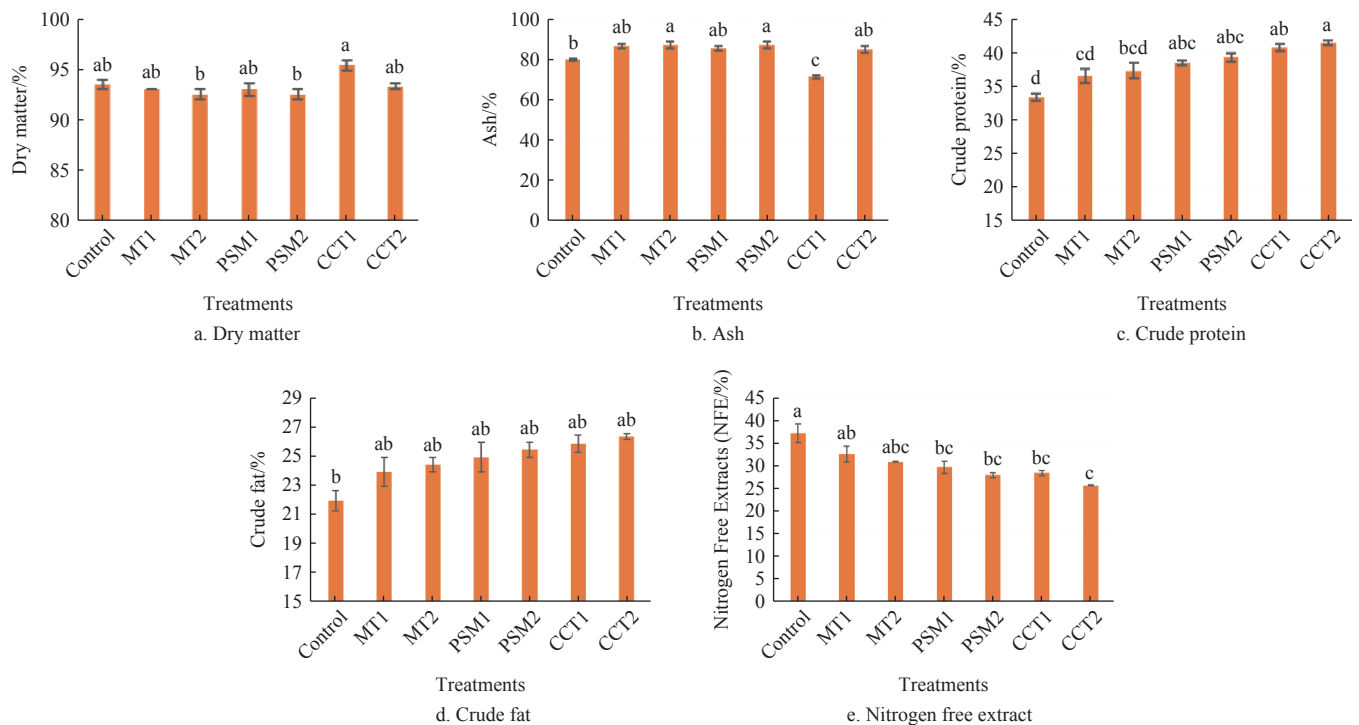 Dry matter/%
100
95
90
85
80
ab
ab
b
ab
b
a
ab
Control
MT1
MT2
PSM1
PSM2
CCT1
CCT2
Treatments
a. Dry matter
Ash/%
100
80
60
40
20
0
b
ab
a
ab
a
c
ab
Control
MT1
MT2
PSM1
PSM2
CCT1
CCT2
Treatments
b. Ash
Crude protein/%
45
40
35
30
25
20
15
d
cd
bcd
abc
abc
ab
a
Control
MT1
MT2
PSM1
PSM2
CCT1
CCT2
Treatments
c. Crude protein
Crude fat/%
29
27
25
23
21
19
17
15
b
ab
ab
ab
ab
ab
ab
Control
MT1
MT2
PSM1
PSM2
CCT1
CCT2
Treatments
d. Crude fat
Nitrogen Free Extracts (NFE/%)
45
40
35
30
25
20
15
10
5
0
a
ab
abc
bc
bc
bc
c
Control
MT1
MT2
PSM1
PSM2
CCT1
CCT2
Treatments
e. Nitrogen free extract